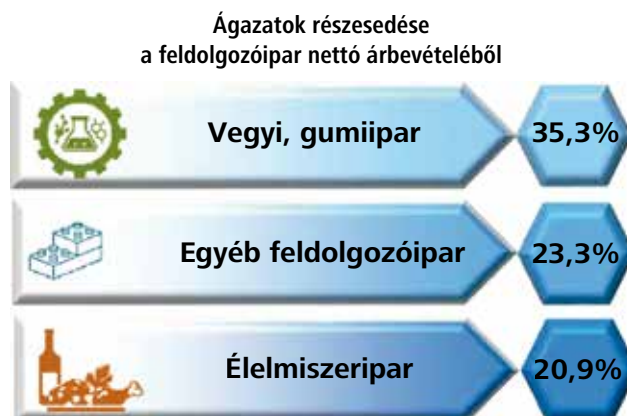 Ágazatok részesedése
a feldolgozóipar nettó árbevételéből
Vegyi, gumiipar 35,3%
Egyéb feldolgozóipar 23,3%
Élelmiszeripar 20,9%